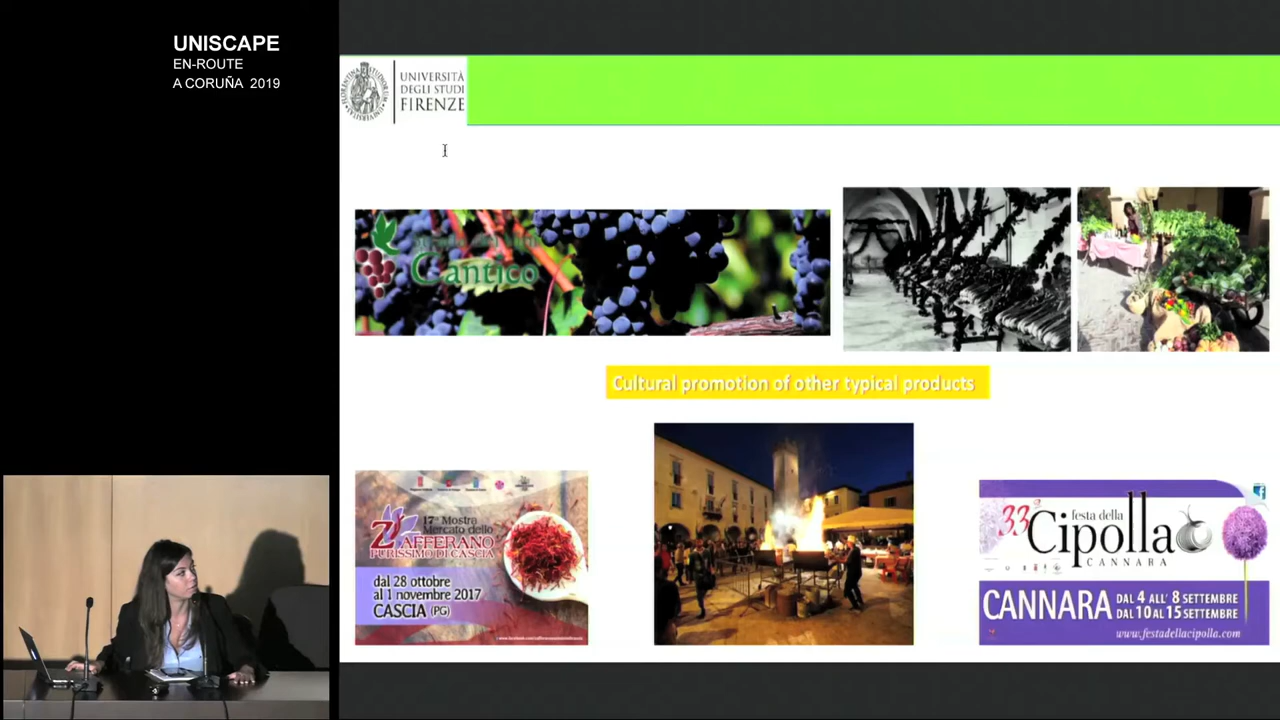 UNISCAPE
EN-ROUTE
A CORUÑA 2019
UNIVERSITÀ
DEGLI STUDI
FIRENZE
Cantico
Cultural promotion of other typical products
17a Mostra
Mercato dello
ZAFFERANO
PURISSIMO DI CASCIA
dal 28 ottobre
al 1 novembre 2017
CASCIA (PG)
33a
festa della
Cipolla
CANNARA
CANNARA
DAL 4 ALL' 8 SETTEMBRE
DAL 10 AL 15 SETTEMBRE
www.festadellacipolla.com